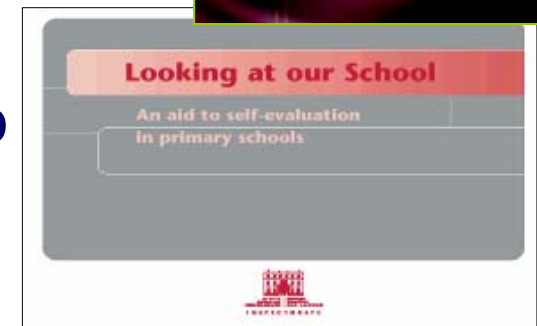 Looking at our School
An aid to self-evaluation
in primary schools
INSPECTORATE